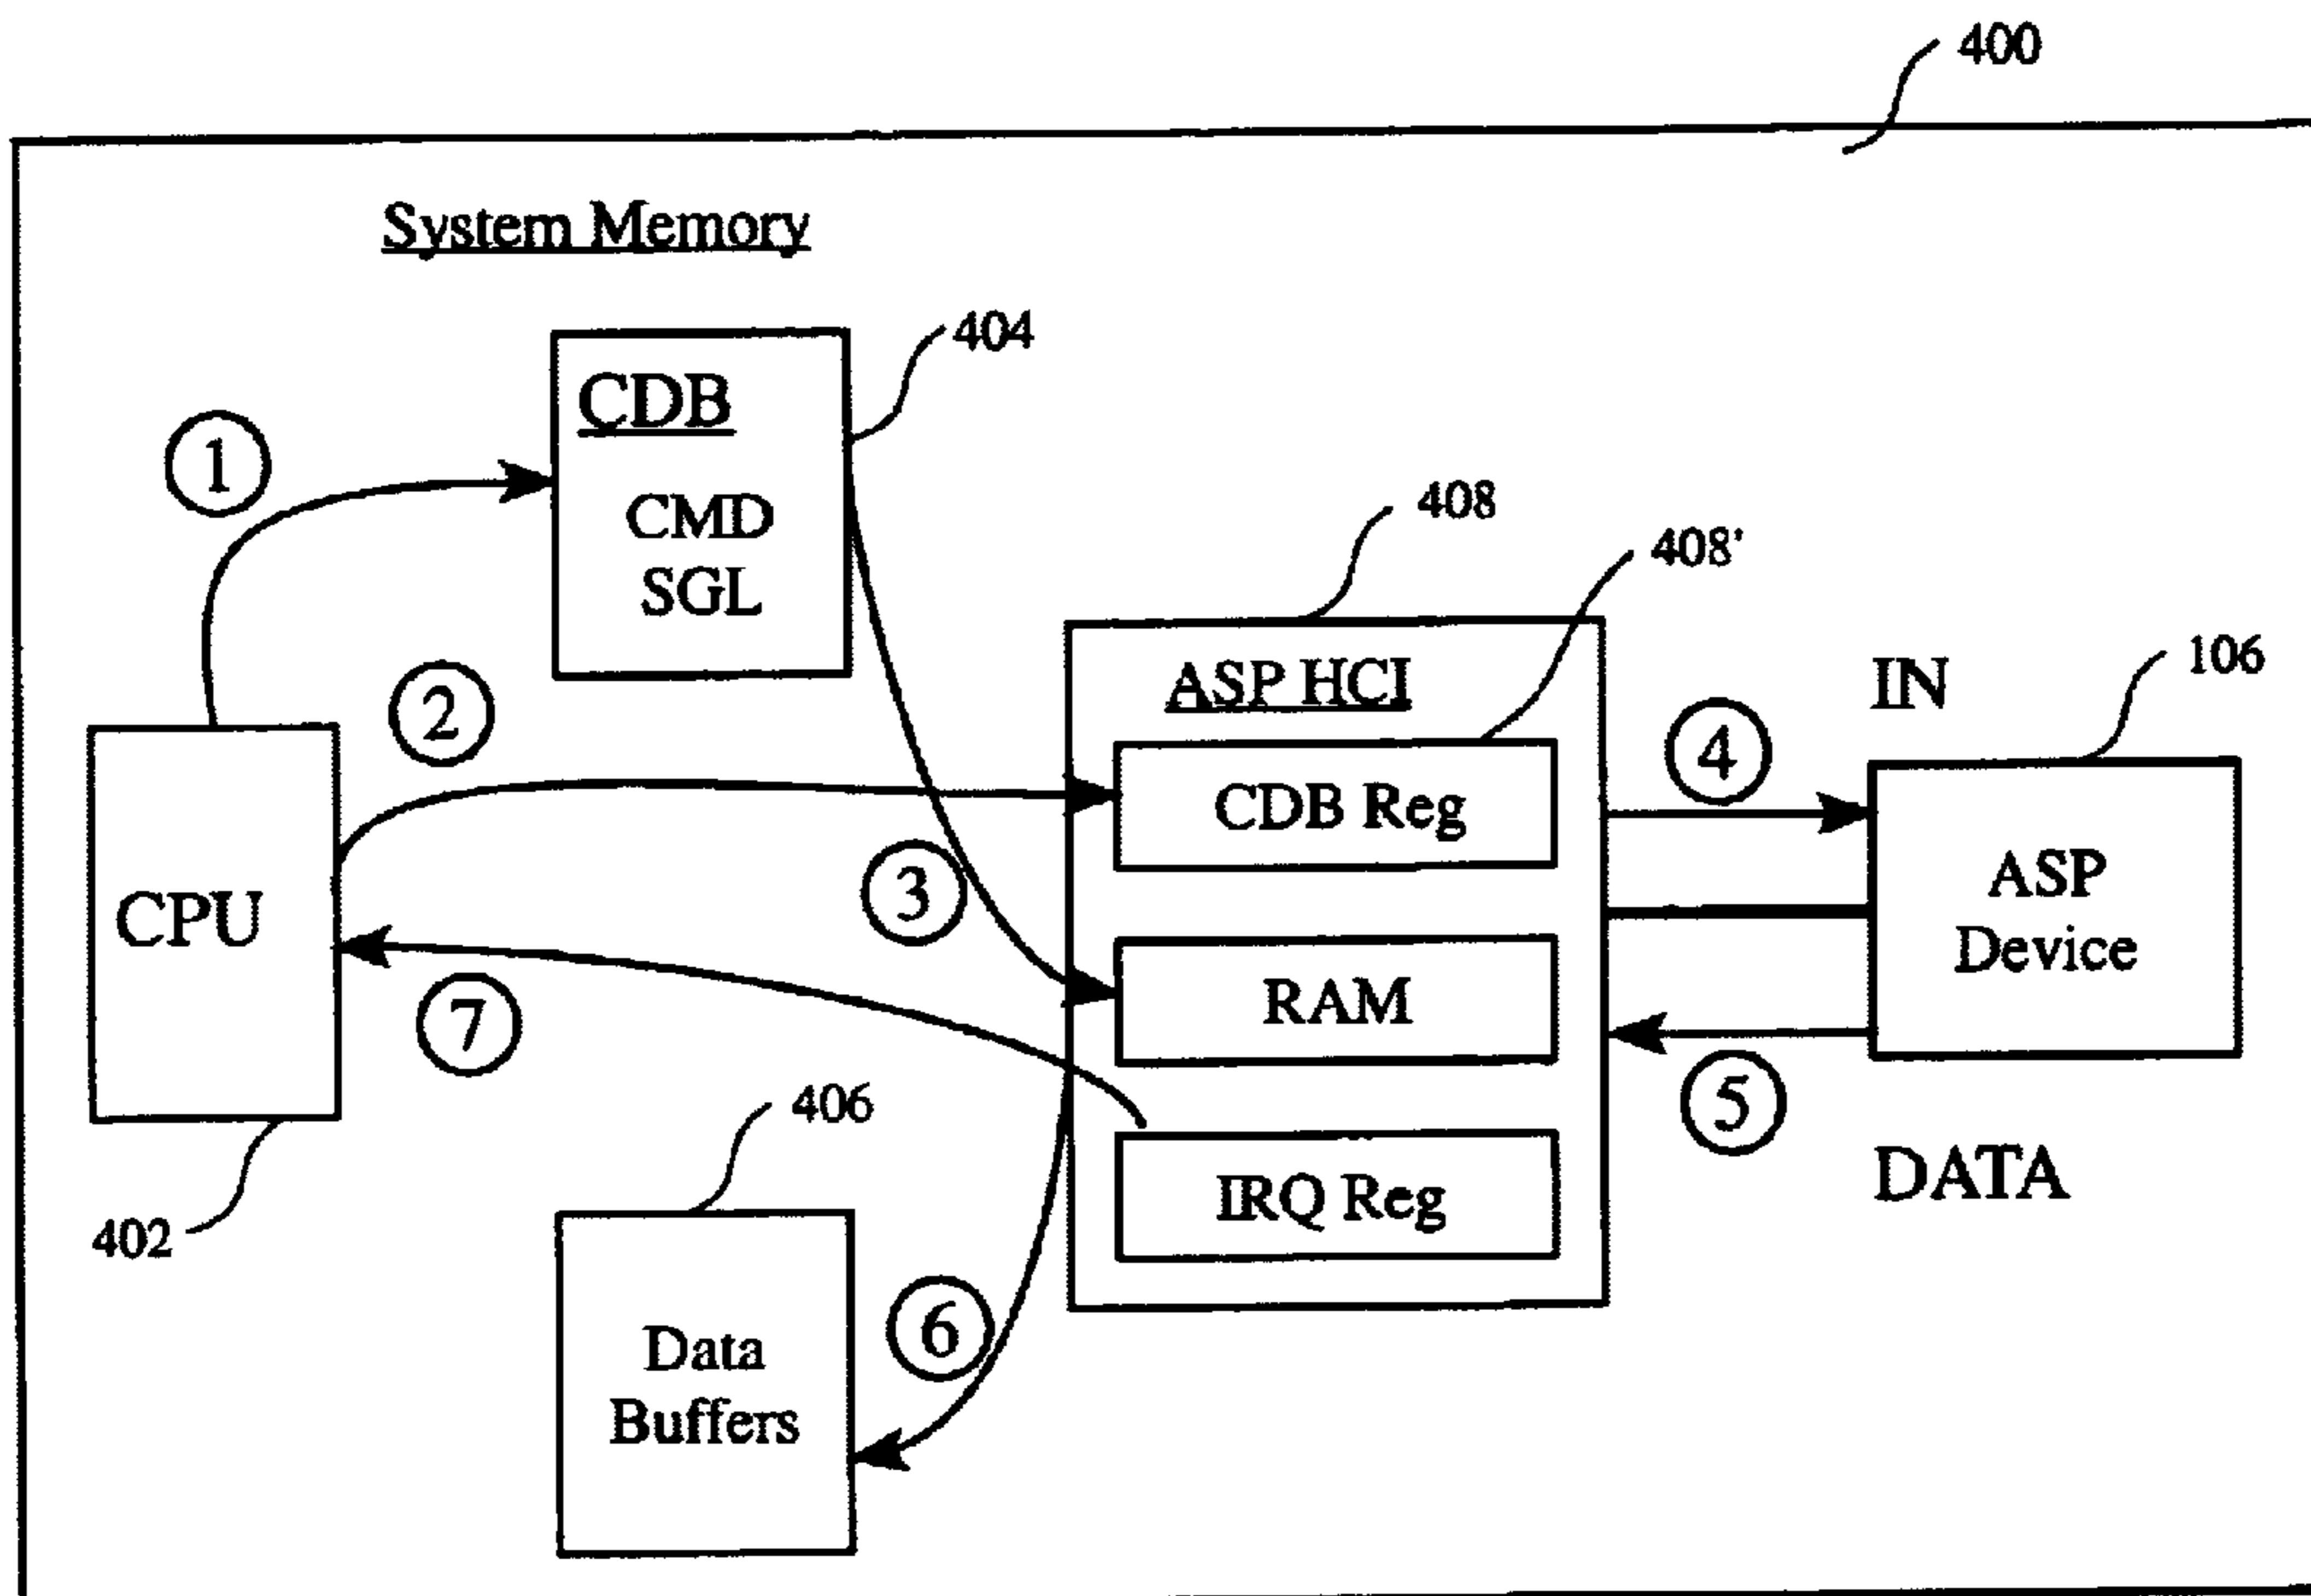 400
System Memory
404
CDB
CMD
SGL
1
408
408'
2
ASP HCI
IN
106
4
CDB Reg
3
CPU
ASP
Device
RAM
7
5
406
402
IRQ Reg
DATA
6
Data
Buffers